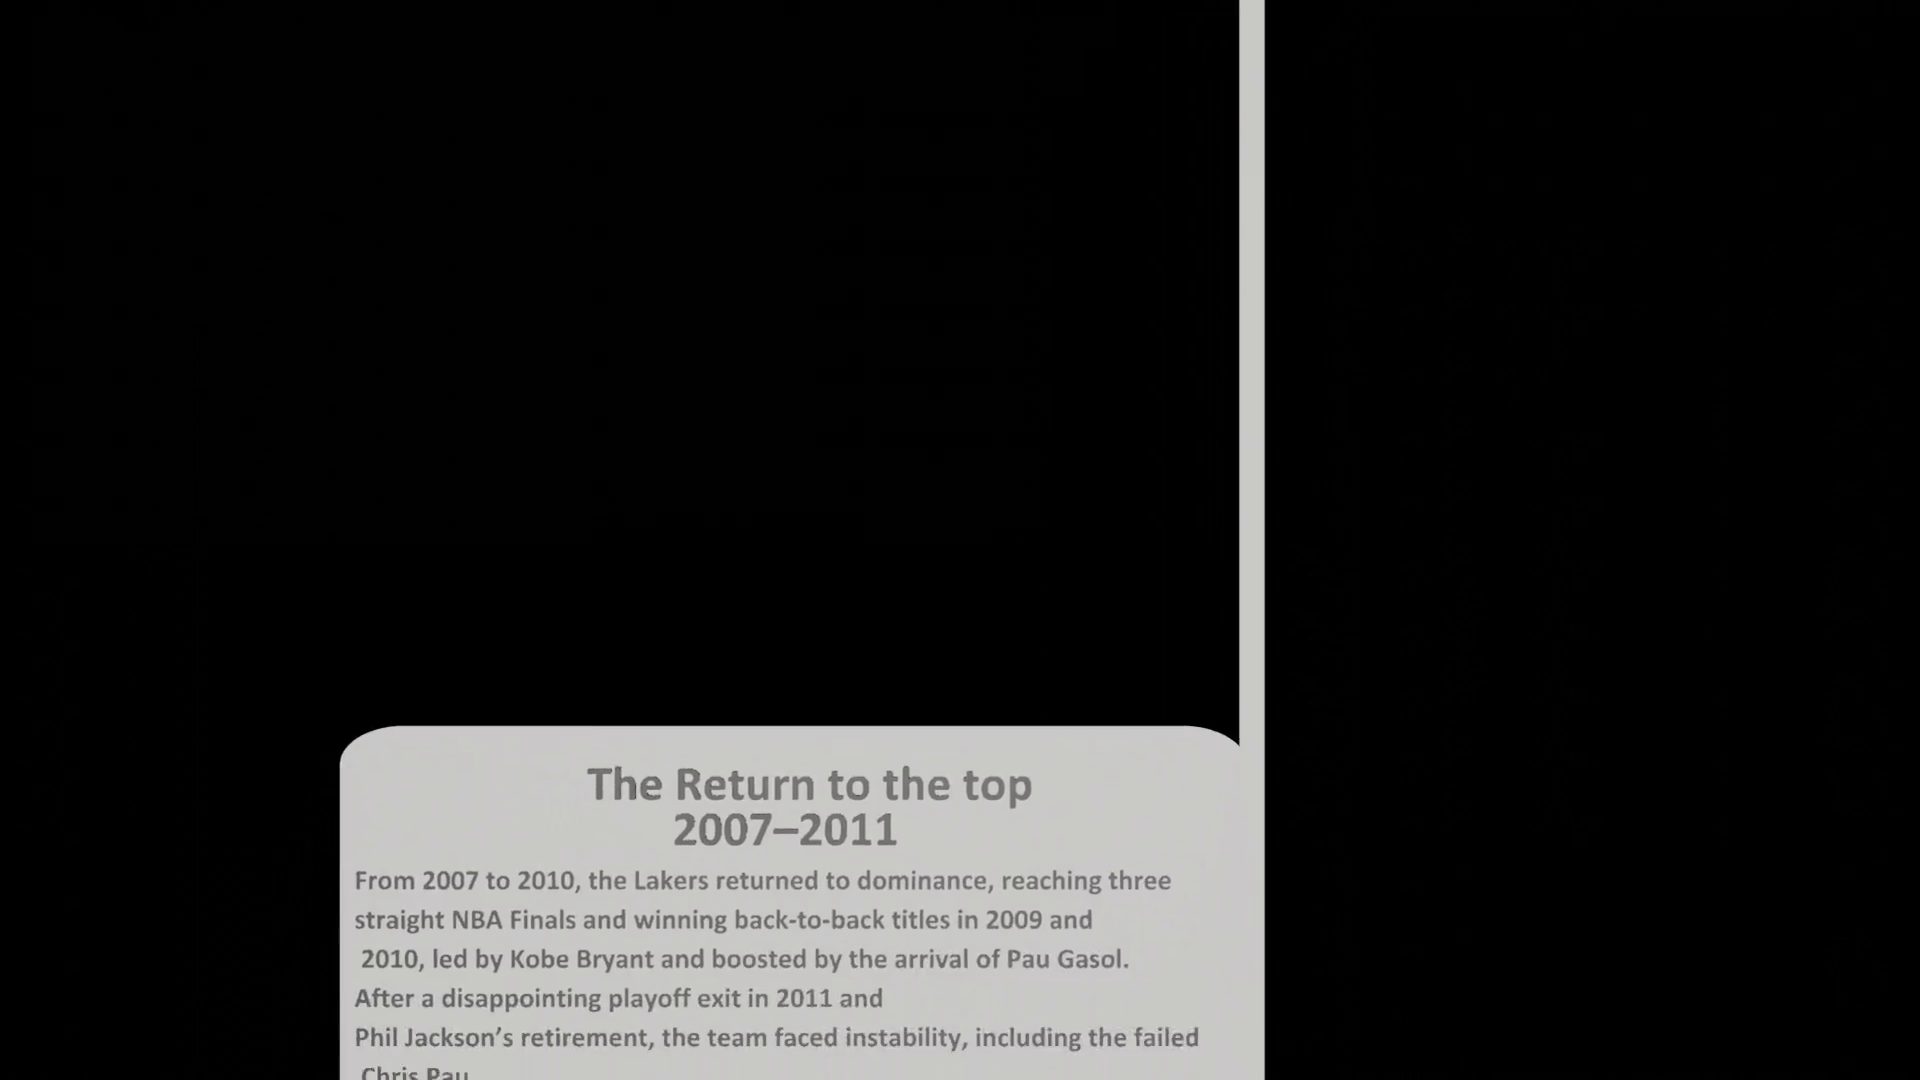 The Return to the top
2007–2011
From 2007 to 2010, the Lakers returned to dominance, reaching three
straight NBA Finals and winning back-to-back titles in 2009 and
2010, led by Kobe Bryant and boosted by the arrival of Pau Gasol.
After a disappointing playoff exit in 2011 and
Phil Jackson’s retirement, the team faced instability, including the failed
Chris Pau